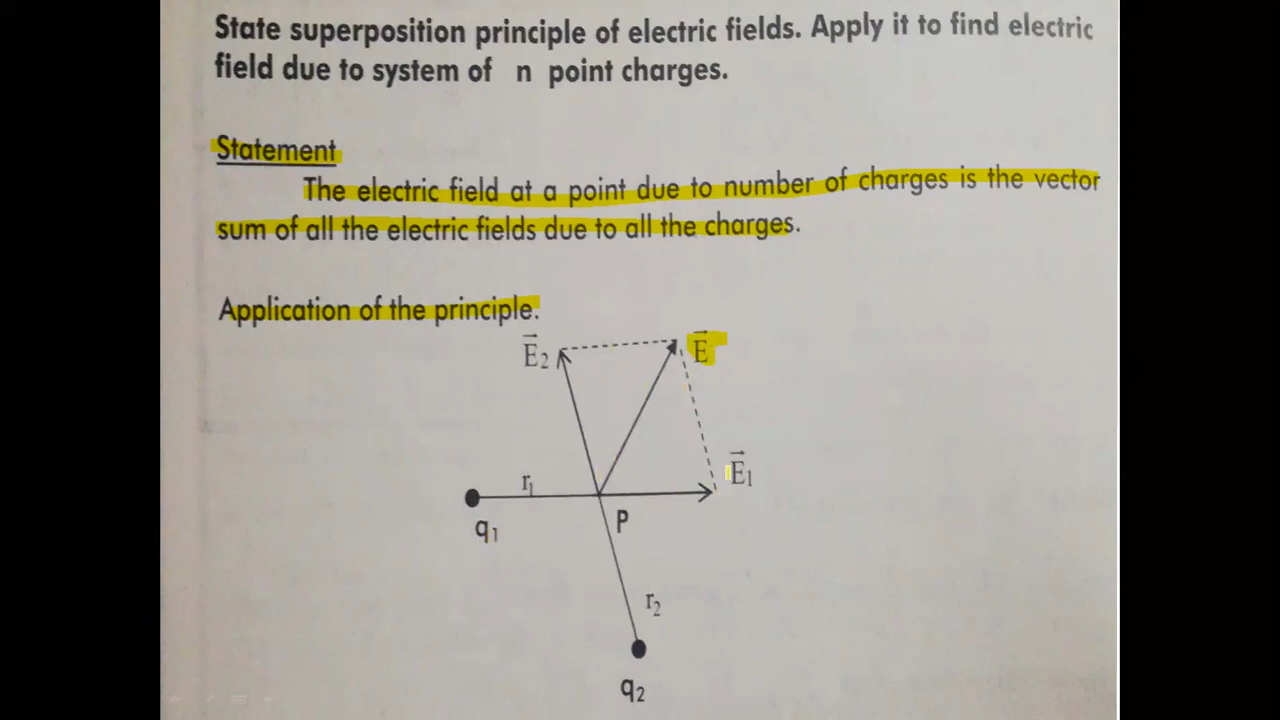 State superposition principle of electric fields. Apply it to find electric
field due to system of n point charges.
Statement
The electric field at a point due to number of charges is the vector
sum of all the electric fields due to all the charges.
Application of the principle.
E⃗2
E⃗
E⃗1
r1
q1
P
r2
q2